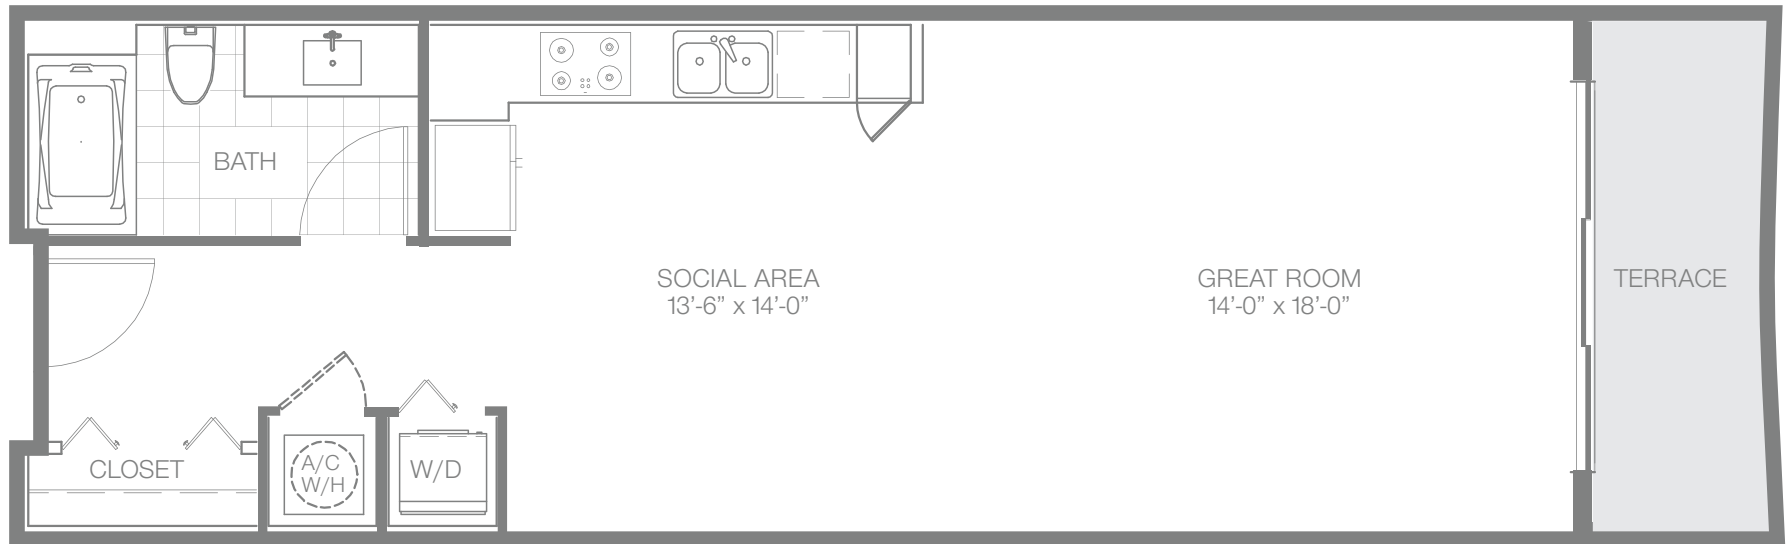 BATH
SOCIAL AREA
13’-6” x 14’-0”
GREAT ROOM
14’-0” x 18’-0”
TERRACE
CLOSET
A/C
W/H
W/D